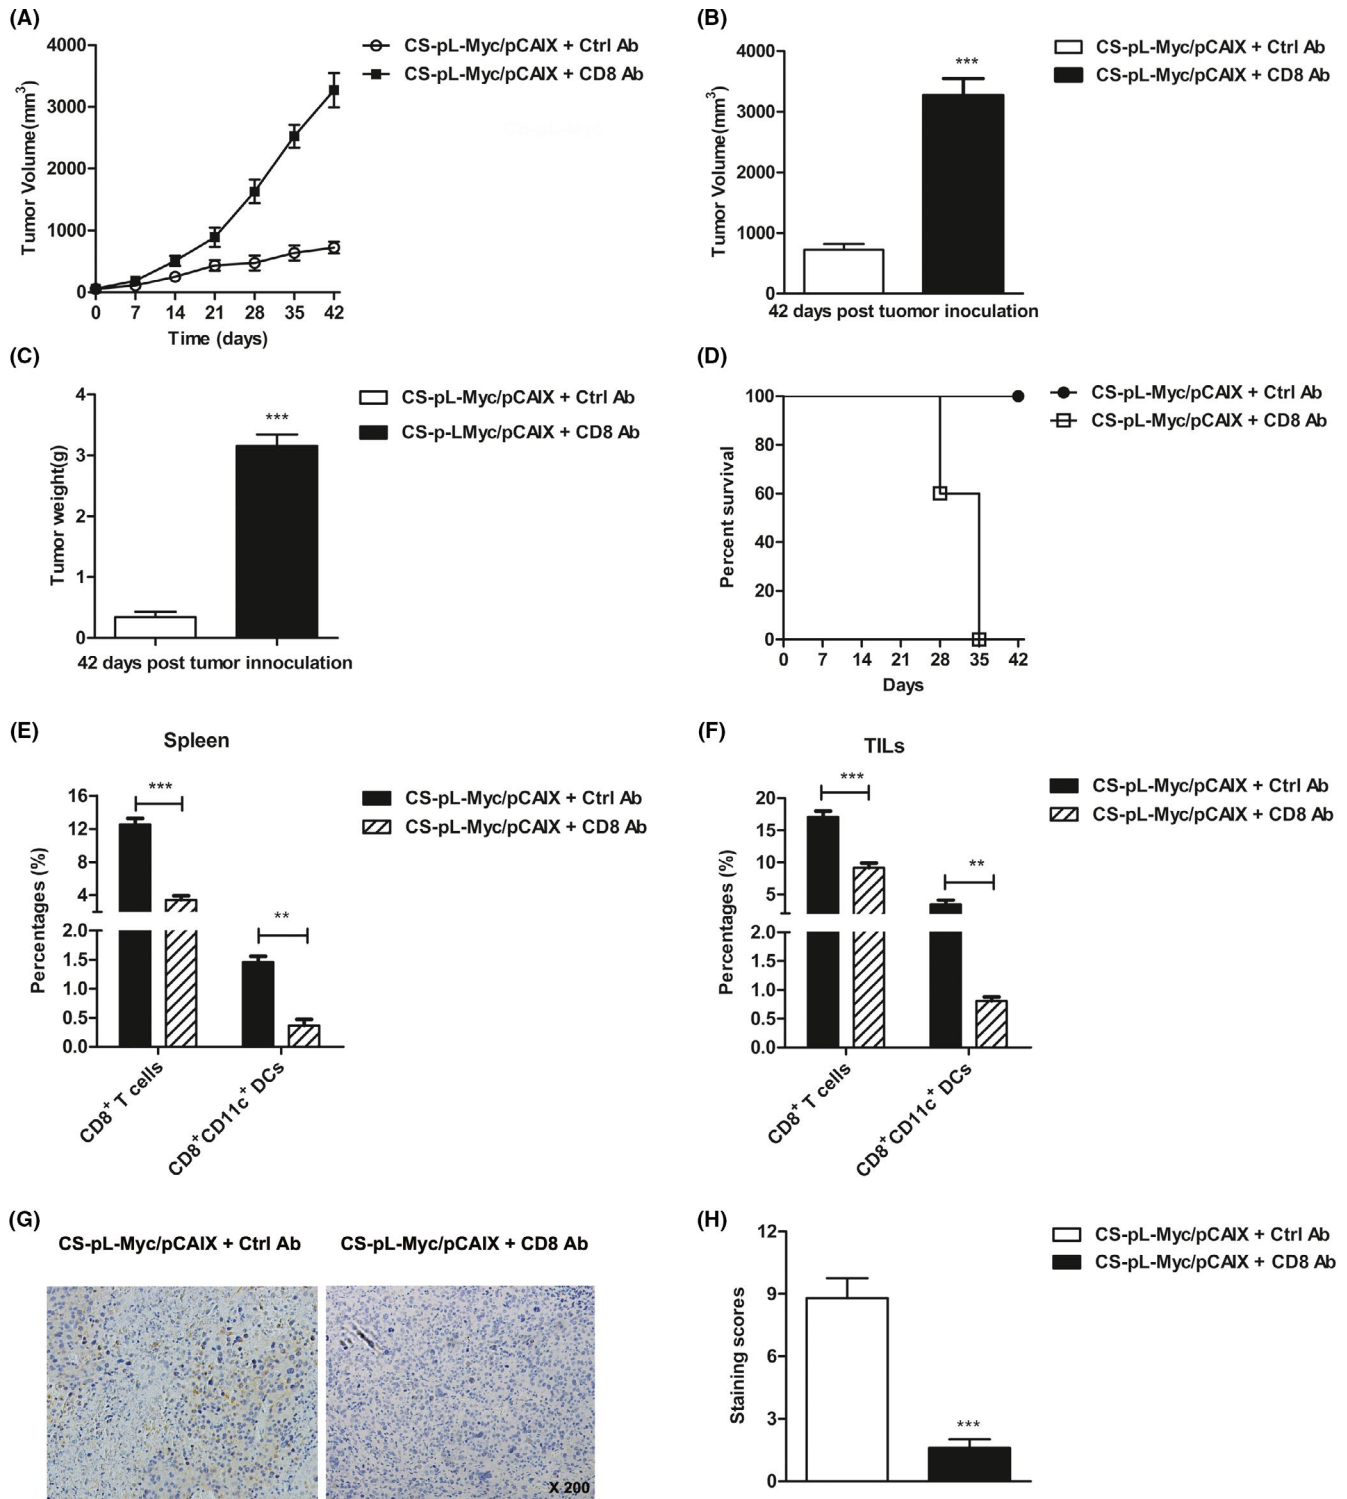 (A)
4000
3000
2000
1000
0
Tumor Volume(mm³)
0 7 14 21 28 35 42
Time (days)
CS-pL-Myc/pCAIX + Ctrl Ab
CS-pL-Myc/pCAIX + CD8 Ab
(B)
4000
3000
2000
1000
0
Tumor Volume(mm³)
***
42 days post tuomor inoculation
CS-pL-Myc/pCAIX + Ctrl Ab
CS-pL-Myc/pCAIX + CD8 Ab
(C)
4
3
2
1
0
Tumor weight(g)
***
42 days post tumor innoculation
CS-pL-Myc/pCAIX + Ctrl Ab
CS-p-LMyc/pCAIX + CD8 Ab
(D)
100
80
60
40
20
0
Percent survival
0 7 14 21 28 35 42
Days
CS-pL-Myc/pCAIX + Ctrl Ab
CS-pL-Myc/pCAIX + CD8 Ab
(E)
Spleen
16
12
8
4
2.0
1.5
1.0
0.5
0.0
Percentages (%)
***
**
CD8⁺ T cells
CD8⁺CD11c⁺ DCs
CS-pL-Myc/pCAIX + Ctrl Ab
CS-pL-Myc/pCAIX + CD8 Ab
(F)
TILs
20
15
10
5
2.0
1.5
1.0
0.5
0.0
Percentages (%)
***
**
CD8⁺ T cells
CD8⁺CD11c⁺ DCs
CS-pL-Myc/pCAIX + Ctrl Ab
CS-pL-Myc/pCAIX + CD8 Ab
(G)
CS-pL-Myc/pCAIX + Ctrl Ab
CS-pL-Myc/pCAIX + CD8 Ab
X 200
(H)
12
9
6
3
0
Staining scores
***
CS-pL-Myc/pCAIX + Ctrl Ab
CS-pL-Myc/pCAIX + CD8 Ab